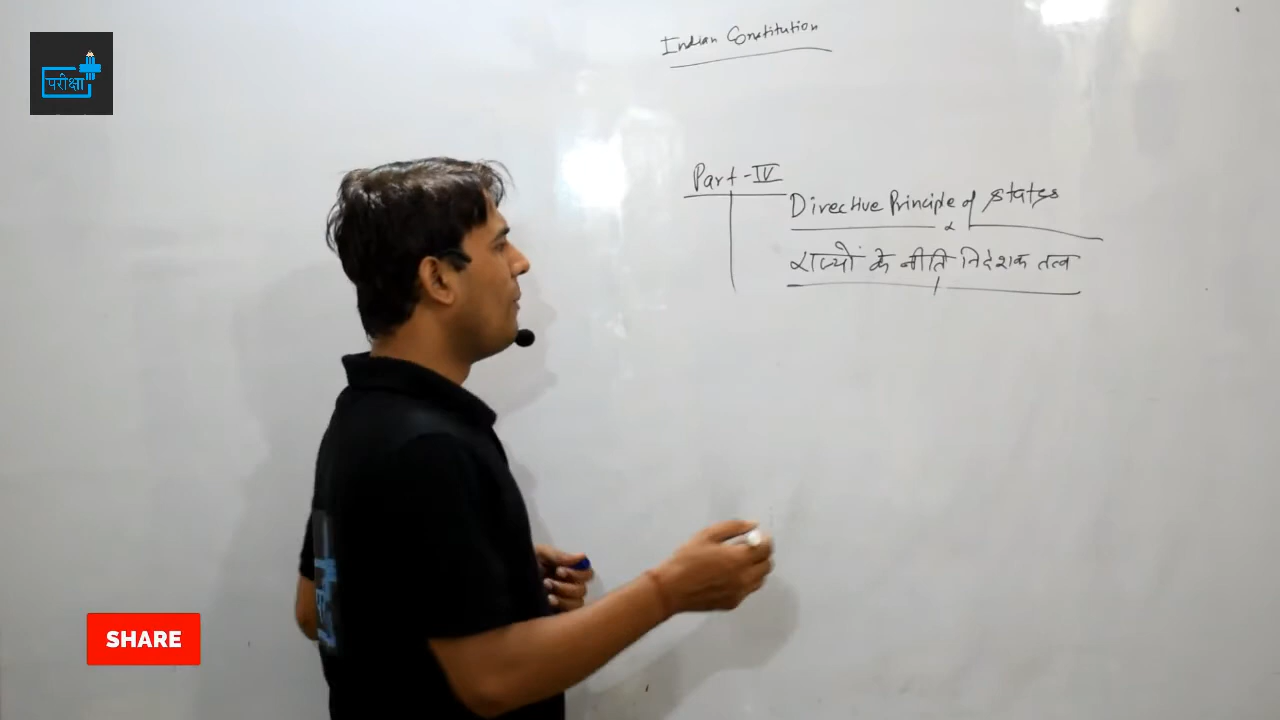 Indian Constitution
परीक्षा
Part-IV
Directive Principle of states
राज्यों के नीति निदेशक तत्व
SHARE